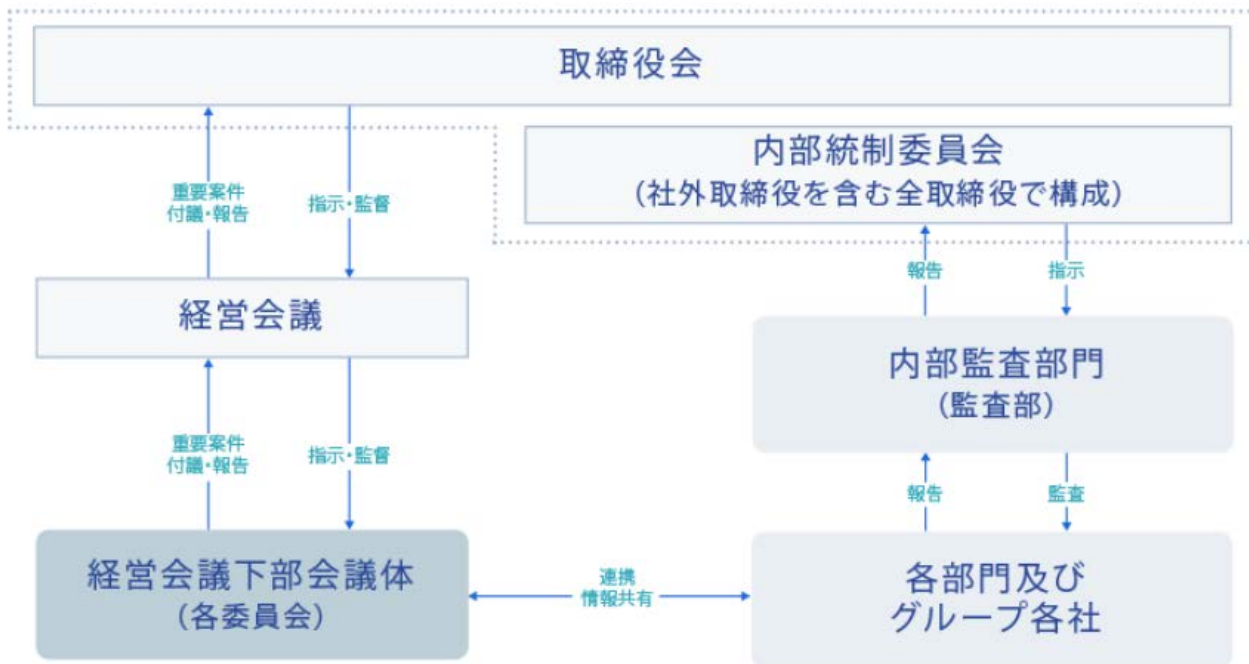 取締役会
内部統制委員会
(社外取締役を含む全取締役で構成)
重要案件
付議・報告
指示・監督
報告
指示
経営会議
内部監査部門
(監査部)
重要案件
付議・報告
指示・監督
報告
監査
経営会議下部会議体
(各委員会)
連携
情報共有
各部門及び
グループ各社